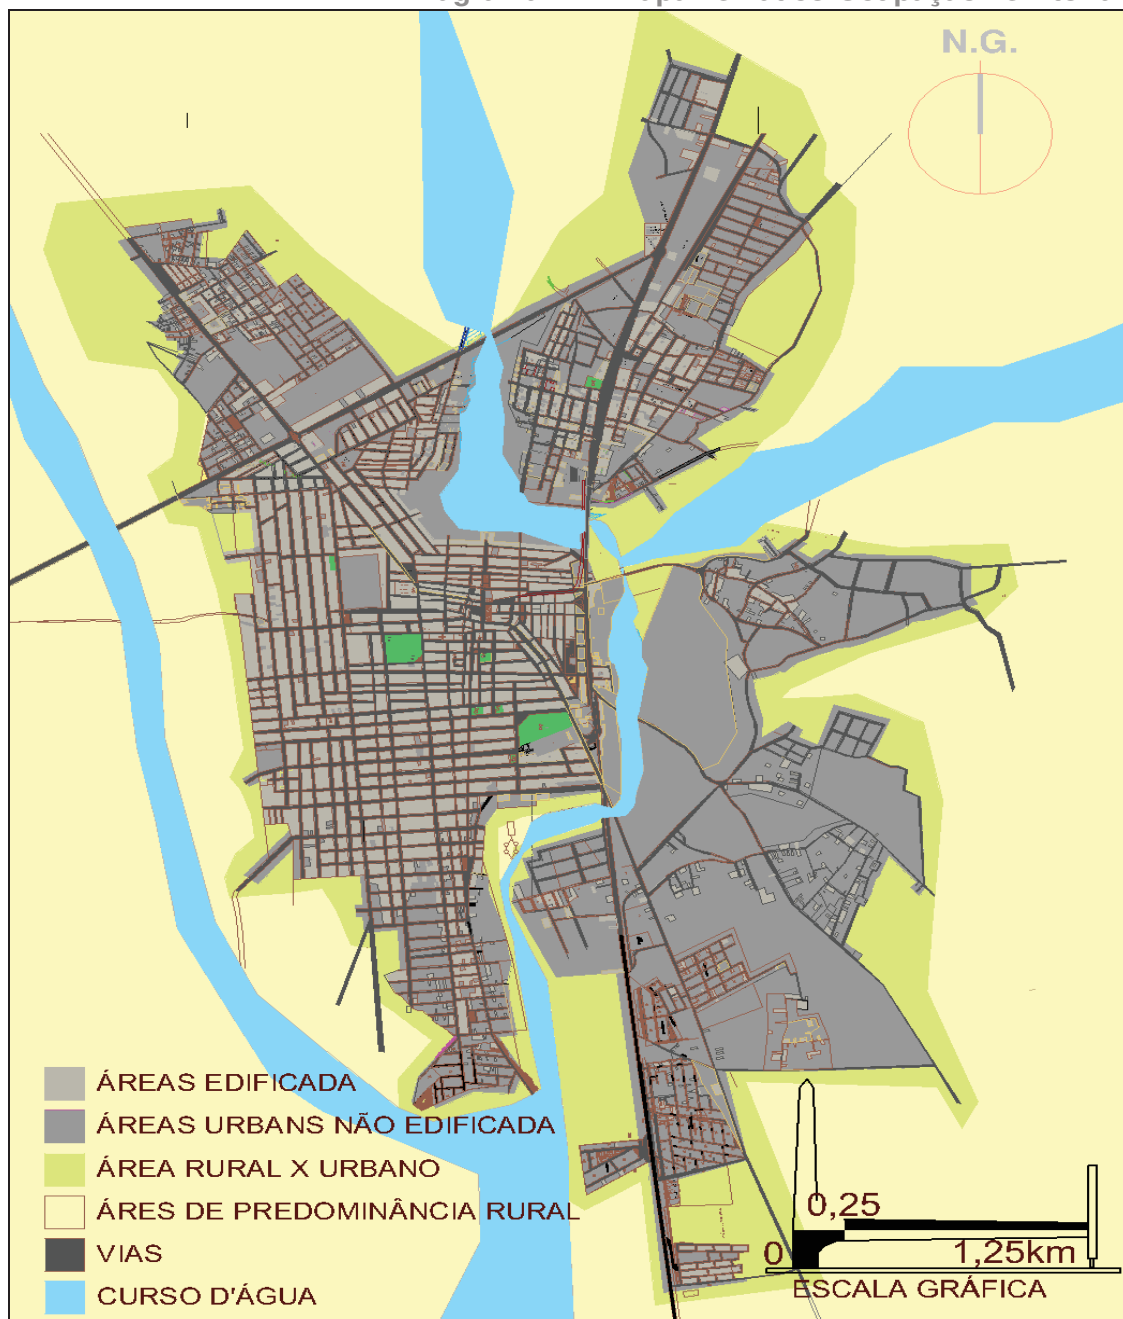 N.G.
ÁREAS EDIFICADA
ÁREAS URBANS NÃO EDIFICADA
ÁREA RURAL X URBANO
ÁRES DE PREDOMINÂNCIA RURAL
VIAS
CURSO D'ÁGUA
0,25
0
1,25km
ESCALA GRÁFICA